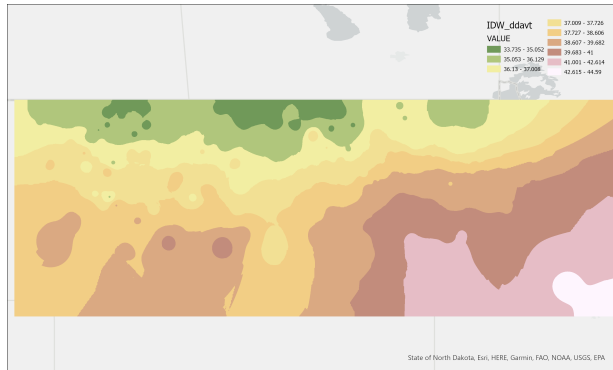 IDW_ddavt
VALUE
33.735 - 35.052
35.053 - 36.129
36.13 - 37.008
37.009 - 37.726
37.727 - 38.606
38.607 - 39.682
39.683 - 41
41.001 - 42.614
42.615 - 44.59
State of North Dakota, Esri, HERE, Garmin, FAO, NOAA, USGS, EPA